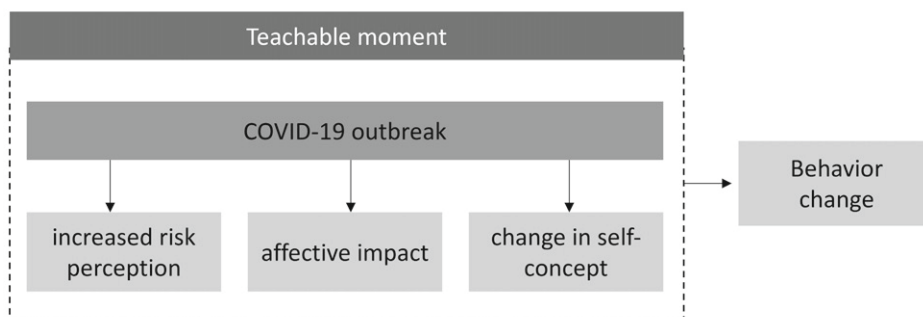 Teachable moment
COVID-19 outbreak
increased risk
perception
affective impact
change in self-
concept
Behavior
change